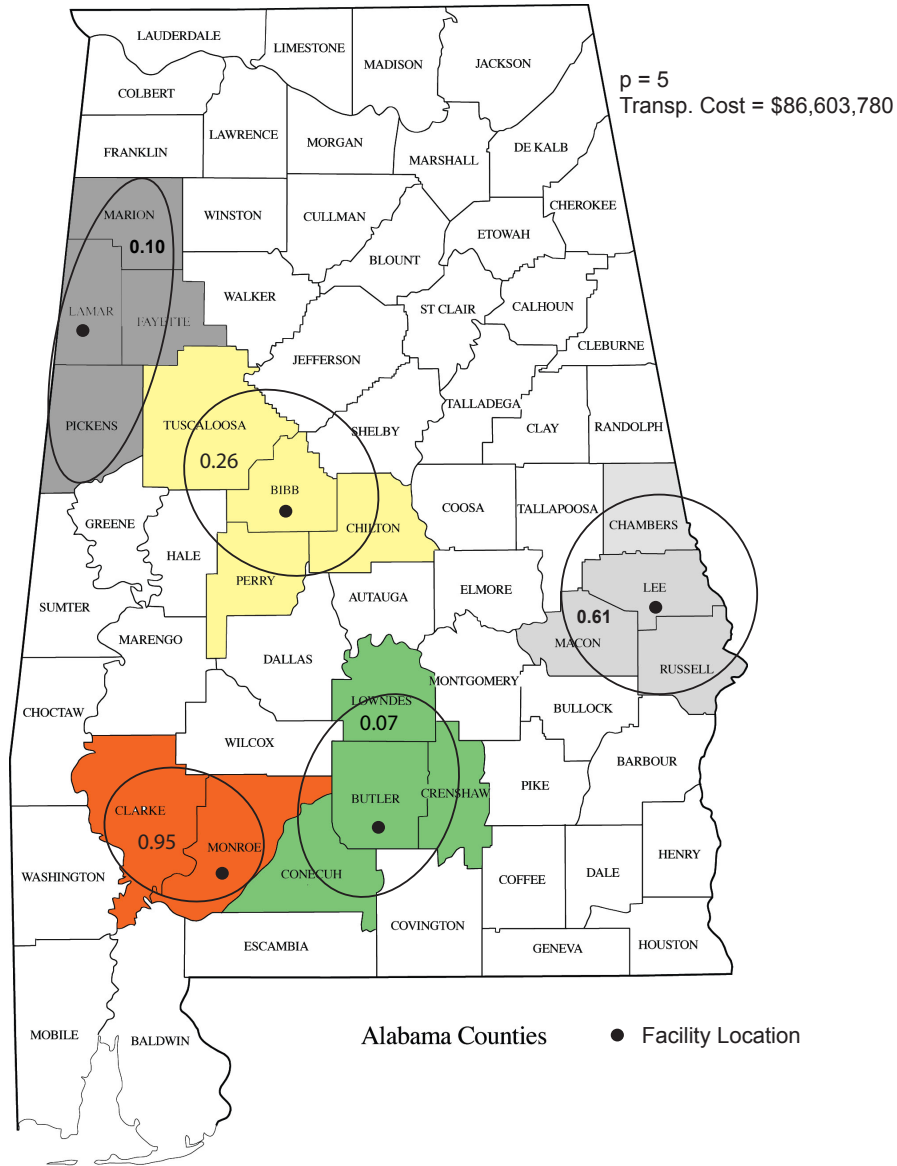 LAUDERDALE
LIMESTONE
MADISON
JACKSON
p = 5
Transp. Cost = $86,603,780
COLBERT
LAWRENCE
MORGAN
FRANKLIN
MARSHALL
DE KALB
MARION
WINSTON
CULLMAN
CHEROKEE
ETOWAH
0.10
BLOUNT
WALKER
LAMAR
FAYETTE
ST CLAIR
CALHOUN
JEFFERSON
CLEBURNE
TALLADEGA
PICKENS
TUSCALOOSA
SHELBY
CLAY
RANDOLPH
0.26
BIBB
COOSA
TALLAPOOSA
GREENE
CHILTON
CHAMBERS
HALE
PERRY
ELMORE
LEE
AUTAUGA
SUMTER
0.61
MARENGO
MACON
DALLAS
RUSSELL
MONTGOMERY
LOWNDES
BULLOCK
CHOCTAW
0.07
WILCOX
BARBOUR
PIKE
BUTLER
CRENSHAW
CLARKE
0.95
MONROE
HENRY
WASHINGTON
CONECUH
COFFEE
DALE
COVINGTON
ESCAMBIA
GENEVA
HOUSTON
MOBILE
BALDWIN
Alabama Counties
Facility Location